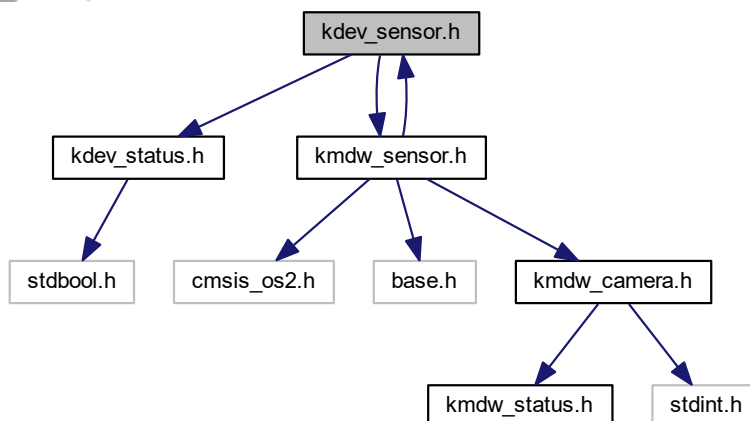 kdev_sensor.h
kdev_status.h
kmdw_sensor.h
stdbool.h
cmsis_os2.h
base.h
kmdw_camera.h
kmdw_status.h
stdint.h